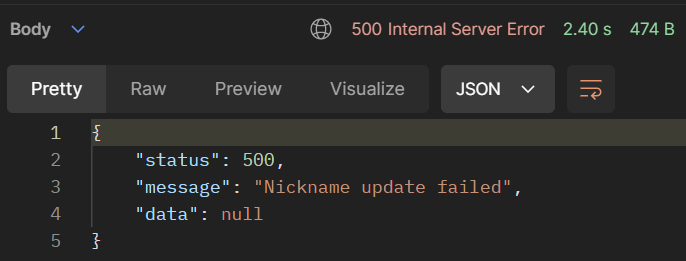 Body 500 Internal Server Error 2.40 s 474 B
Pretty Raw Preview Visualize JSON
1 {
2 "status": 500,
3 "message": "Nickname update failed",
4 "data": null
5 }